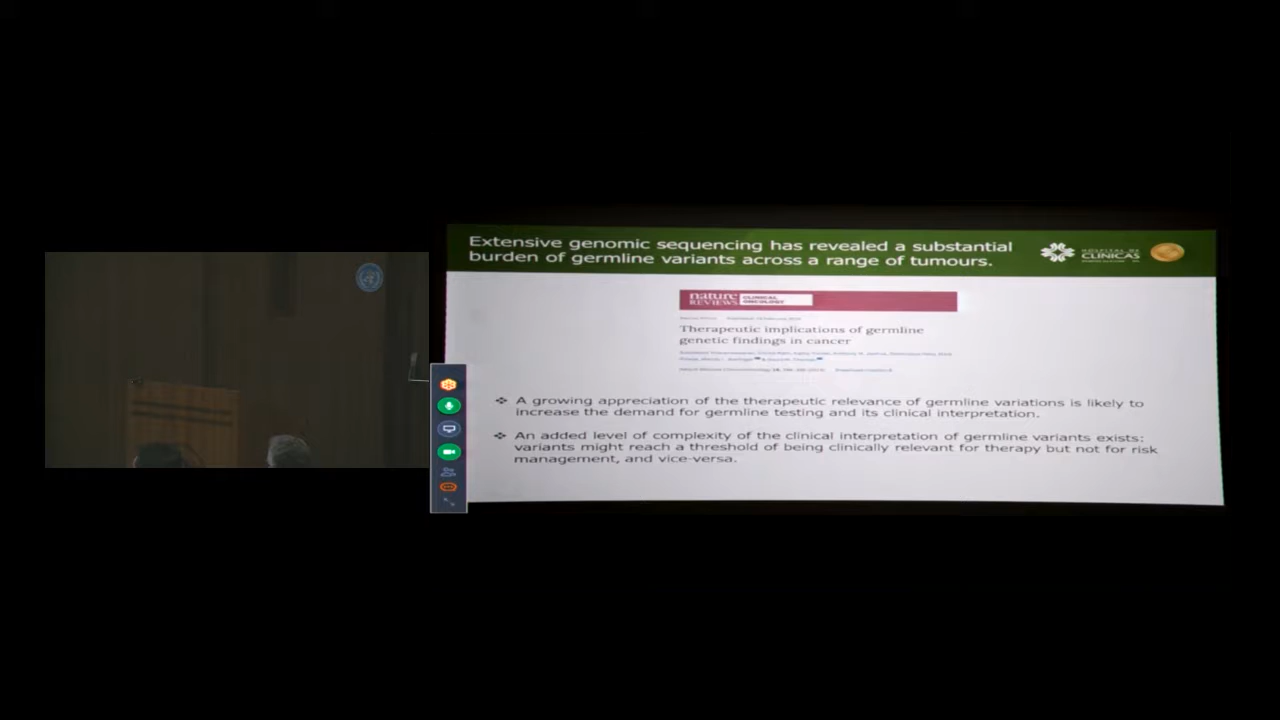 Extensive genomic sequencing has revealed a substantial
burden of germline variants across a range of tumours.
HOSPITAL DE
CLINICAS
nature
REVIEWS
CLINICAL
ONCOLOGY
Therapeutic implications of germline
genetic findings in cancer
❖ A growing appreciation of the therapeutic relevance of germline variations is likely to
increase the demand for germline testing and its clinical interpretation.
❖ An added level of complexity of the clinical interpretation of germline variants exists:
variants might reach a threshold of being clinically relevant for therapy but not for risk
management, and vice-versa.